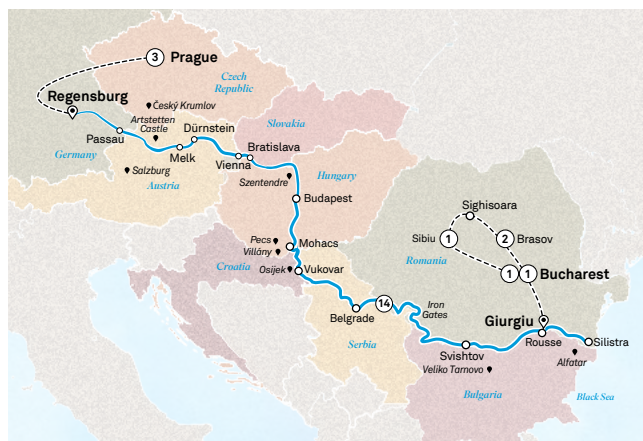 3
Prague
Czech
Republic
Regensburg
Český Krumlov
Artstetten
Castle
Dürnstein
Slovakia
Passau
Bratislava
Germany
Melk
Vienna
Salzburg
Austria
Szentendre
Hungary
Budapest
Sighisoara
Sibiu
1
2
Brasov
Pecs
Mohacs
Villány
Romania
Croatia
Osijek
Vukovar
1
1
Bucharest
14
Iron
Gates
Belgrade
Giurgiu
Rousse
Silistra
Serbia
Svishtov
Alfatar
Veliko Tarnovo
Bulgaria
Black Sea